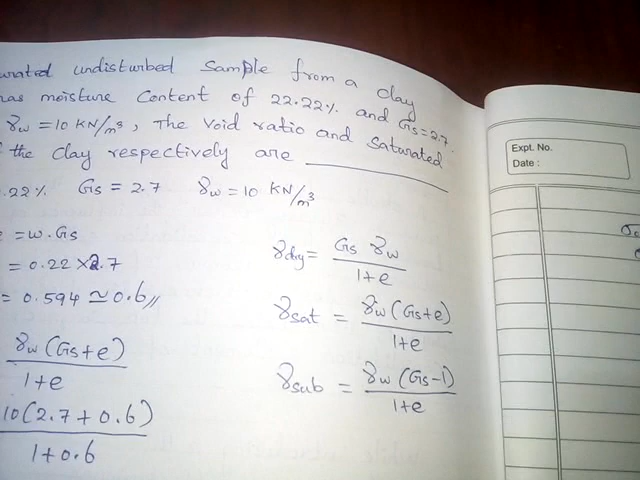 urated undisturbed sample from a clay
has moisture Content of 22.22% and Gs=2.7.
γw = 10 KN/m³, The Void ratio and Saturated
f the clay respectively are ______
.22% Gs = 2.7 γw = 10 KN/m³
e = w.Gs
= 0.22 × 2.7
= 0.594 ≃ 0.6//
γw (Gs+e)
1+e
10(2.7+0.6)
1+0.6
γdry = Gs γw
1+e
γsat = γw (Gs+e)
1+e
γsub = γw (Gs-1)
1+e
Expt. No.
Date :